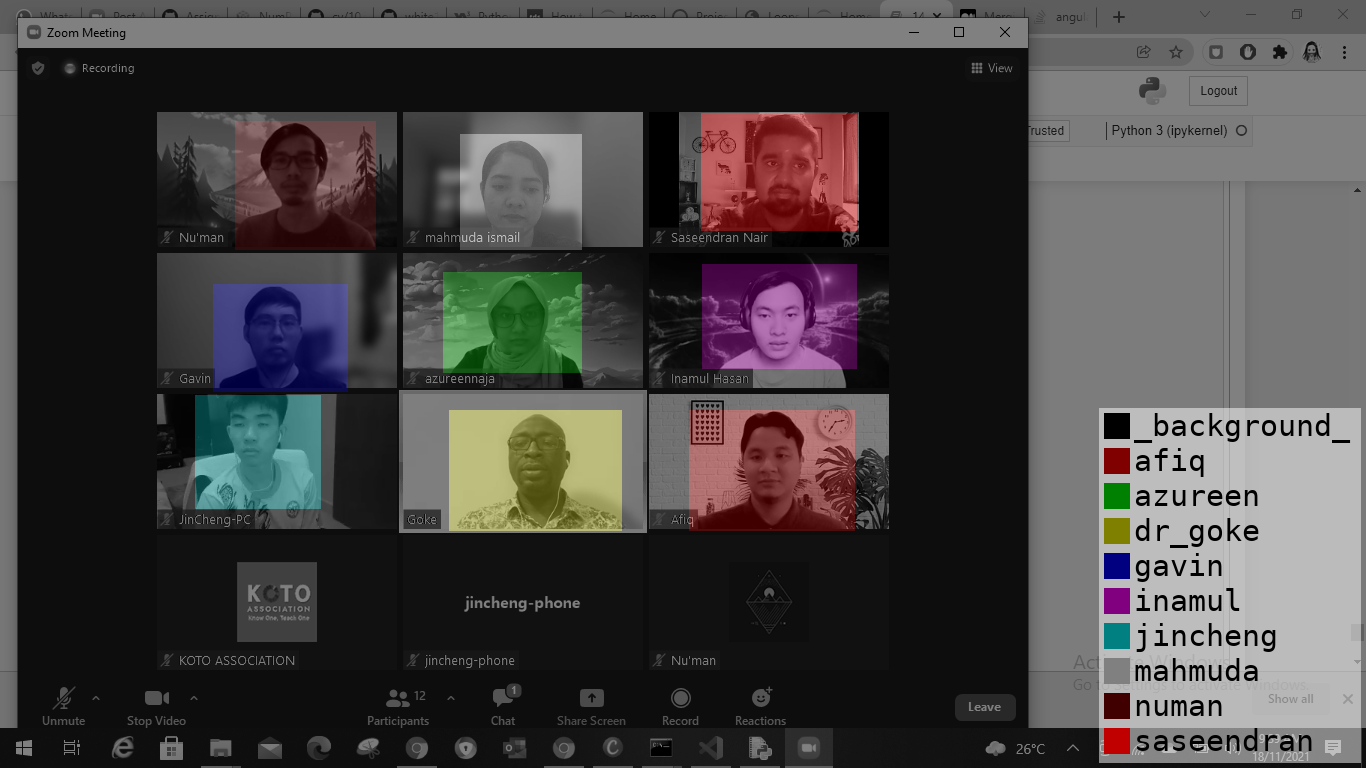 Zoom Meeting
Recording
View
Logout
Trusted
Python 3 (ipykernel)
Nu'man
mahmuda ismail
Saseendran Nair
Gavin
azureennaja
Inamul Hasan
JinCheng-PC
Goke
Afiq
KOTO
ASSOCIATION
Know One, Teach One
jincheng-phone
KOTO ASSOCIATION
jincheng-phone
Nu'man
_background_
afiq
azureen
dr_goke
gavin
inamul
jincheng
mahmuda
numan
saseendran
Unmute
Stop Video
12
Participants
1
Chat
Share Screen
Record
Reactions
Leave
Show all
26°C
18/11/2021